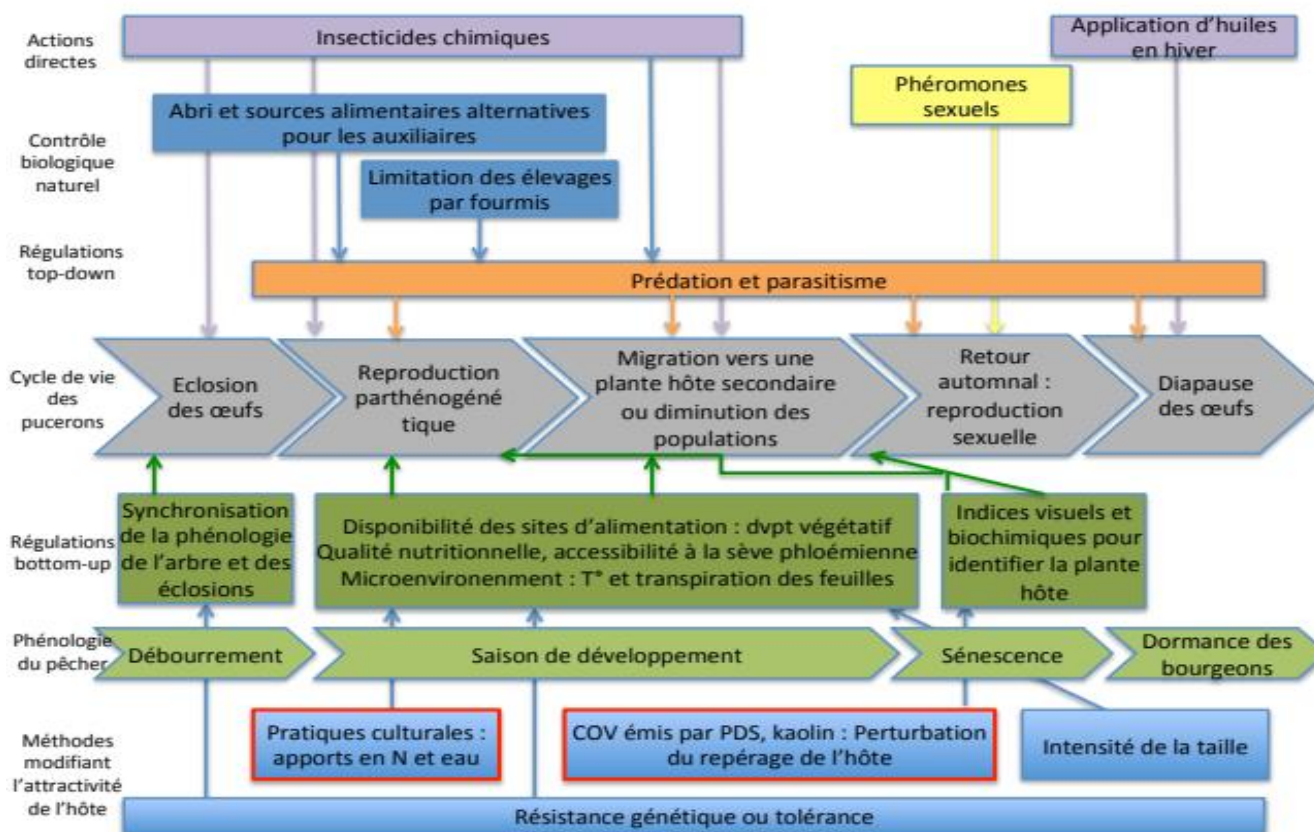 Actions
directes
Insecticides chimiques
Application d'huiles
en hiver
Phéromones
sexuels
Contrôle
biologique
naturel
Abri et sources alimentaires alternatives
pour les auxiliaires
Limitation des élevages
par fourmis
Régulations
top-down
Prédation et parasitisme
Cycle de vie
des
pucerons
Eclosion
des œufs
Reproduction
parthénogéné
tique
Migration vers une
plante hôte secondaire
ou diminution des
populations
Retour
automnal :
reproduction
sexuelle
Diapause
des œufs
Régulations
bottom-up
Synchronisation
de la phénologie
de l'arbre et des
éclosions
Disponibilité des sites d'alimentation : dvpt végétatif
Qualité nutritionnelle, accessibilité à la sève phloémienne
Microenvironenment : T° et transpiration des feuilles
Indices visuels et
biochimiques pour
identifier la plante
hôte
Phénologie
du pêcher
Débourrement
Saison de développement
Sénescence
Dormance des
bourgeons
Méthodes
modifiant
l'attractivité
de l'hôte
Pratiques culturales :
apports en N et eau
COV émis par PDS, kaolin : Perturbation
du repérage de l'hôte
Intensité de la taille
Résistance génétique ou tolérance